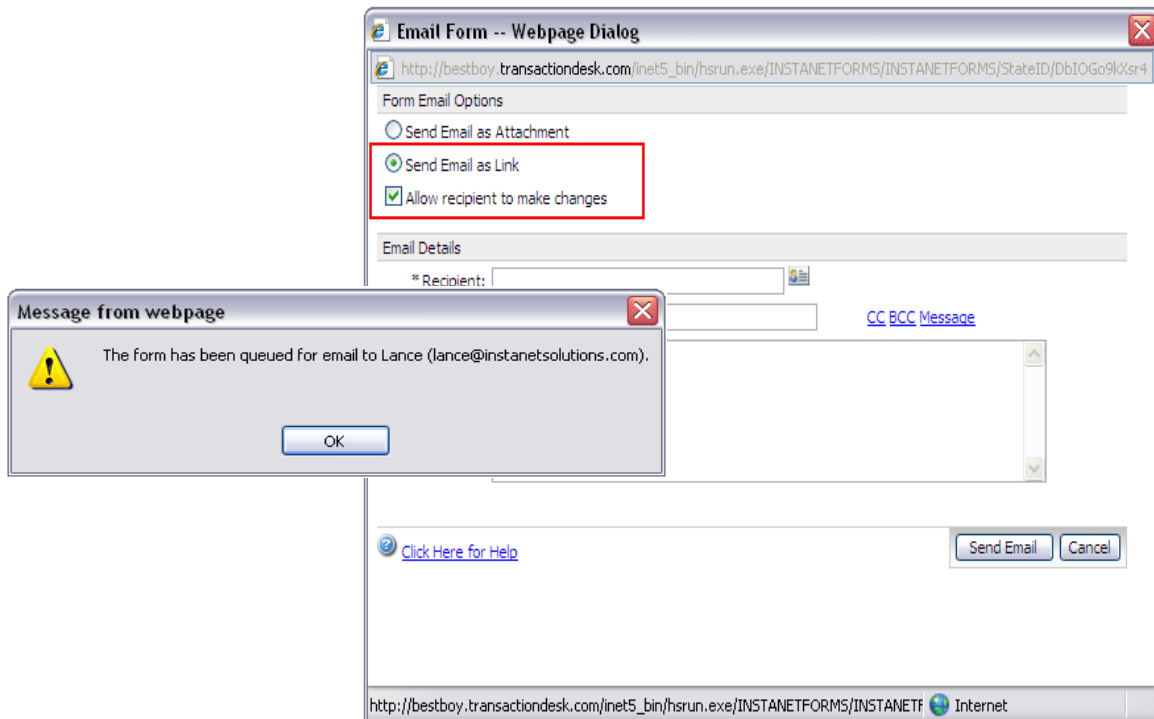 Email Form -- Webpage Dialog
http://bestboy.transactiondesk.com/inet5_bin/hsrun.exe/INSTANETFORMS/INSTANETFORMS/StateID/DbIOGo9kXsr4
Form Email Options
Send Email as Attachment
Send Email as Link
Allow recipient to make changes
Email Details
* Recipient:
CC BCC Message
Message from webpage
The form has been queued for email to Lance (lance@instanetsolutions.com).
OK
Click Here for Help
Send Email Cancel
http://bestboy.transactiondesk.com/inet5_bin/hsrun.exe/INSTANETFORMS/INSTANETF Internet